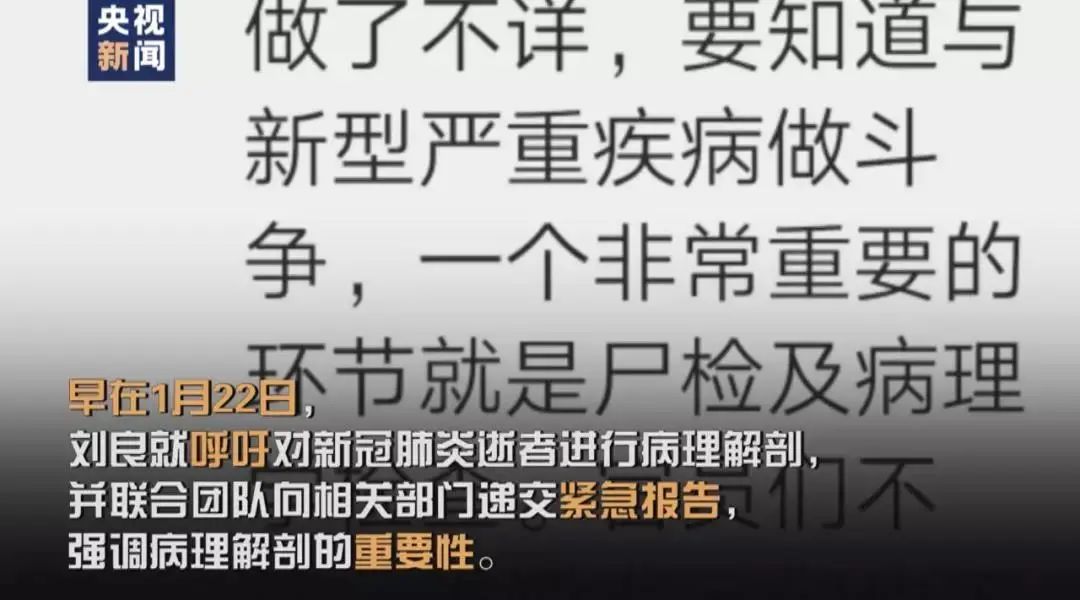 央视
新闻
做了不详，要知道与
新型严重疾病做斗
争，一个非常重要的
环节就是尸检及病理
早在1月22日，
刘良就呼吁对新冠肺炎逝者进行病理解剖，
并联合团队向相关部门递交紧急报告，
强调病理解剖的重要性。